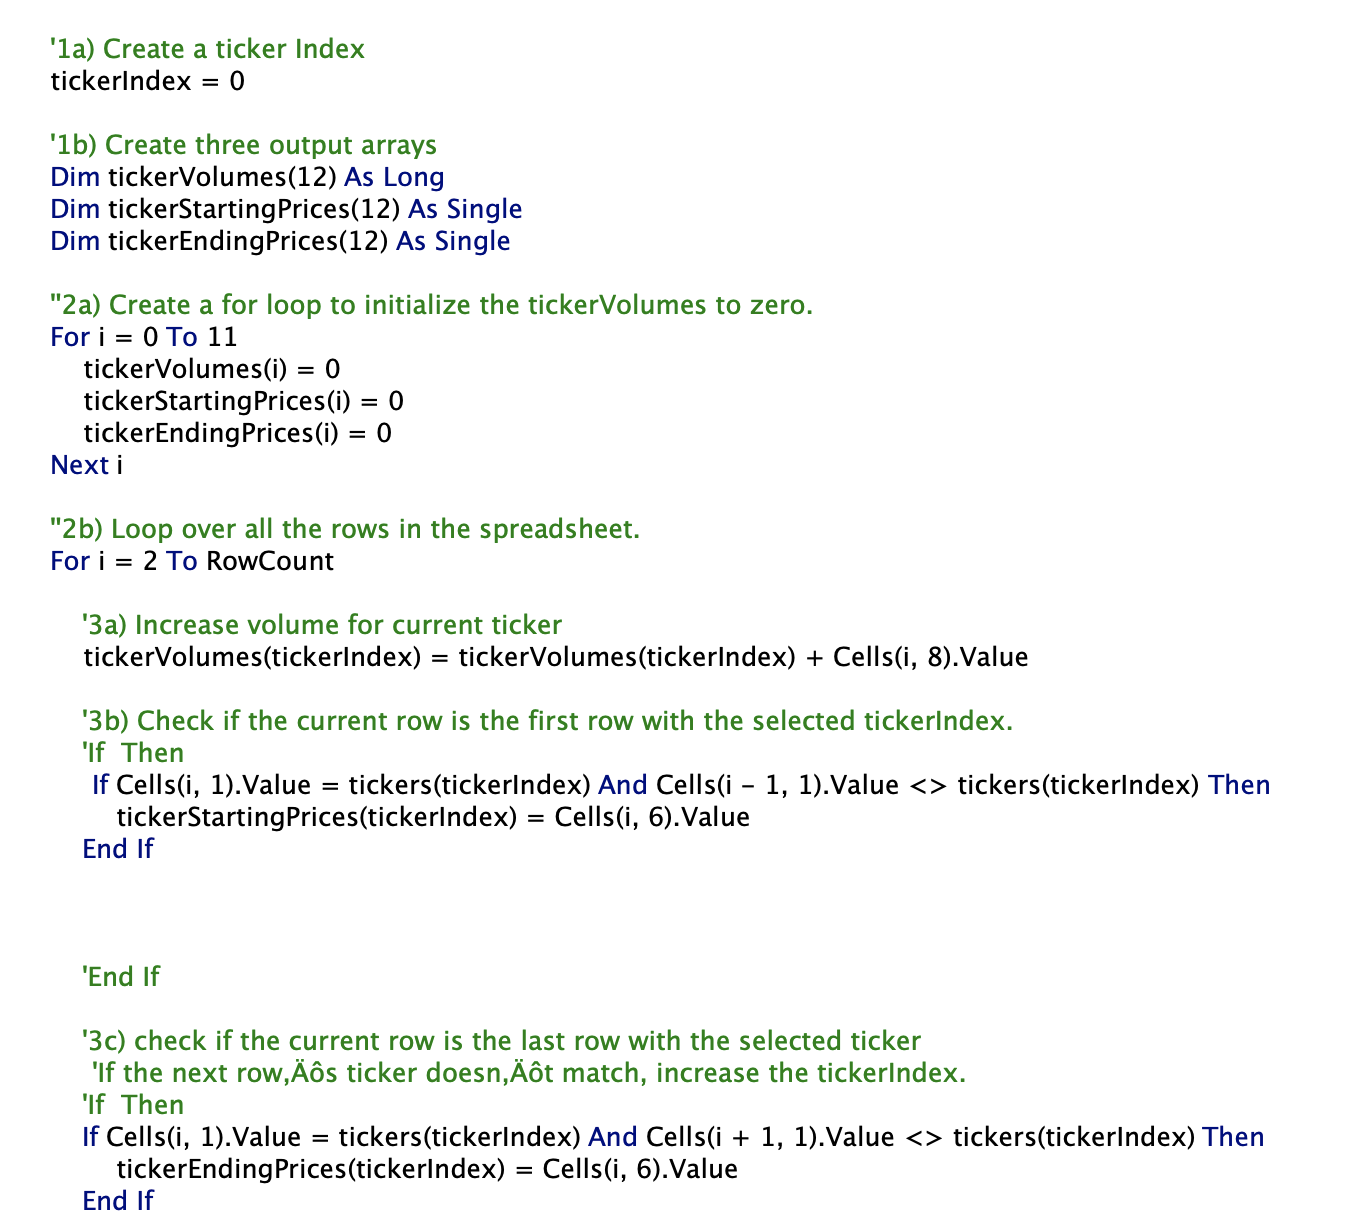 '1a) Create a ticker Index
tickerIndex = 0
'1b) Create three output arrays
Dim tickerVolumes(12) As Long
Dim tickerStartingPrices(12) As Single
Dim tickerEndingPrices(12) As Single
''2a) Create a for loop to initialize the tickerVolumes to zero.
For i = 0 To 11
tickerVolumes(i) = 0
tickerStartingPrices(i) = 0
tickerEndingPrices(i) = 0
Next i
''2b) Loop over all the rows in the spreadsheet.
For i = 2 To RowCount
'3a) Increase volume for current ticker
tickerVolumes(tickerIndex) = tickerVolumes(tickerIndex) + Cells(i, 8).Value
'3b) Check if the current row is the first row with the selected tickerIndex.
'If  Then
If Cells(i, 1).Value = tickers(tickerIndex) And Cells(i - 1, 1).Value <> tickers(tickerIndex) Then
tickerStartingPrices(tickerIndex) = Cells(i, 6).Value
End If
'End If
'3c) check if the current row is the last row with the selected ticker
'If the next row‚Äôs ticker doesn‚Äôt match, increase the tickerIndex.
'If  Then
If Cells(i, 1).Value = tickers(tickerIndex) And Cells(i + 1, 1).Value <> tickers(tickerIndex) Then
tickerEndingPrices(tickerIndex) = Cells(i, 6).Value
End If